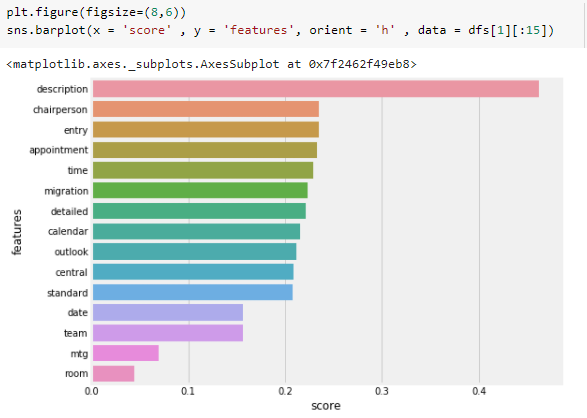 plt.figure(figsize=(8,6))
sns.barplot(x = 'score' , y = 'features', orient = 'h' , data = dfs[1][:15])
<matplotlib.axes._subplots.AxesSubplot at 0x7f2462f49eb8>
description
chairperson
entry
appointment
time
migration
detailed
calendar
outlook
central
standard
date
team
mtg
room
features
0.0 0.1 0.2 0.3 0.4
score